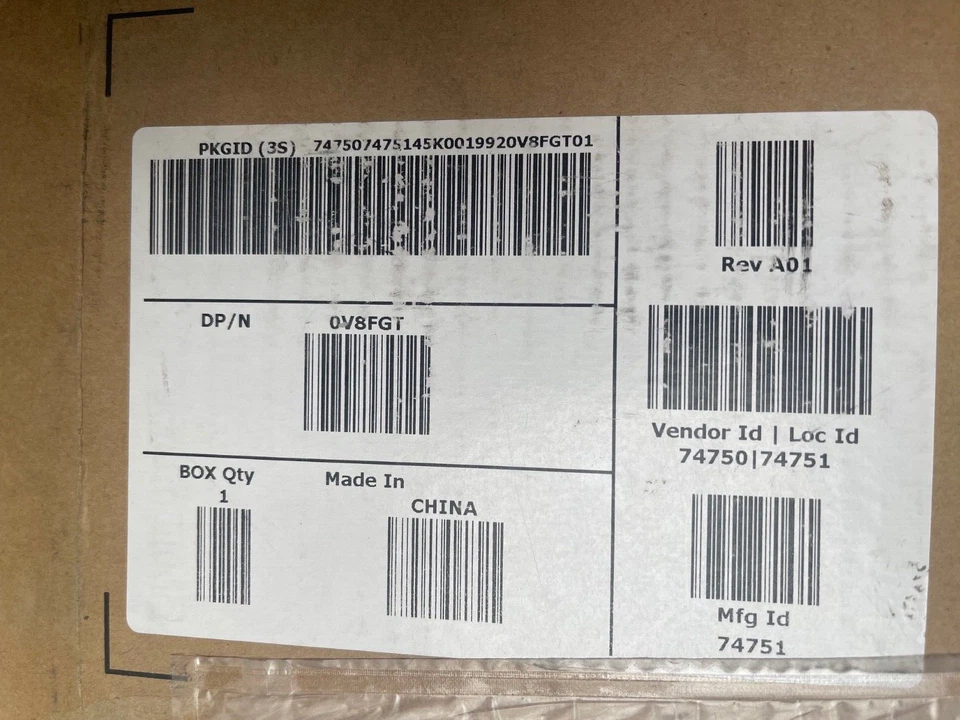 PKGID (3S) 747507475145K0019920V8FGT01
Rev A01
DP/N 0V8FGT
Vendor Id | Loc Id
74750|74751
BOX Qty
1
Made In
CHINA
Mfg Id
74751